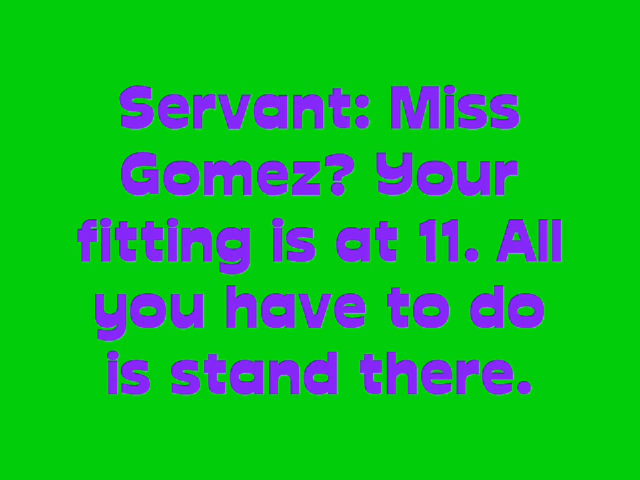 Servant: Miss
Gomez? Your
fitting is at 11. All
you have to do
is stand there.